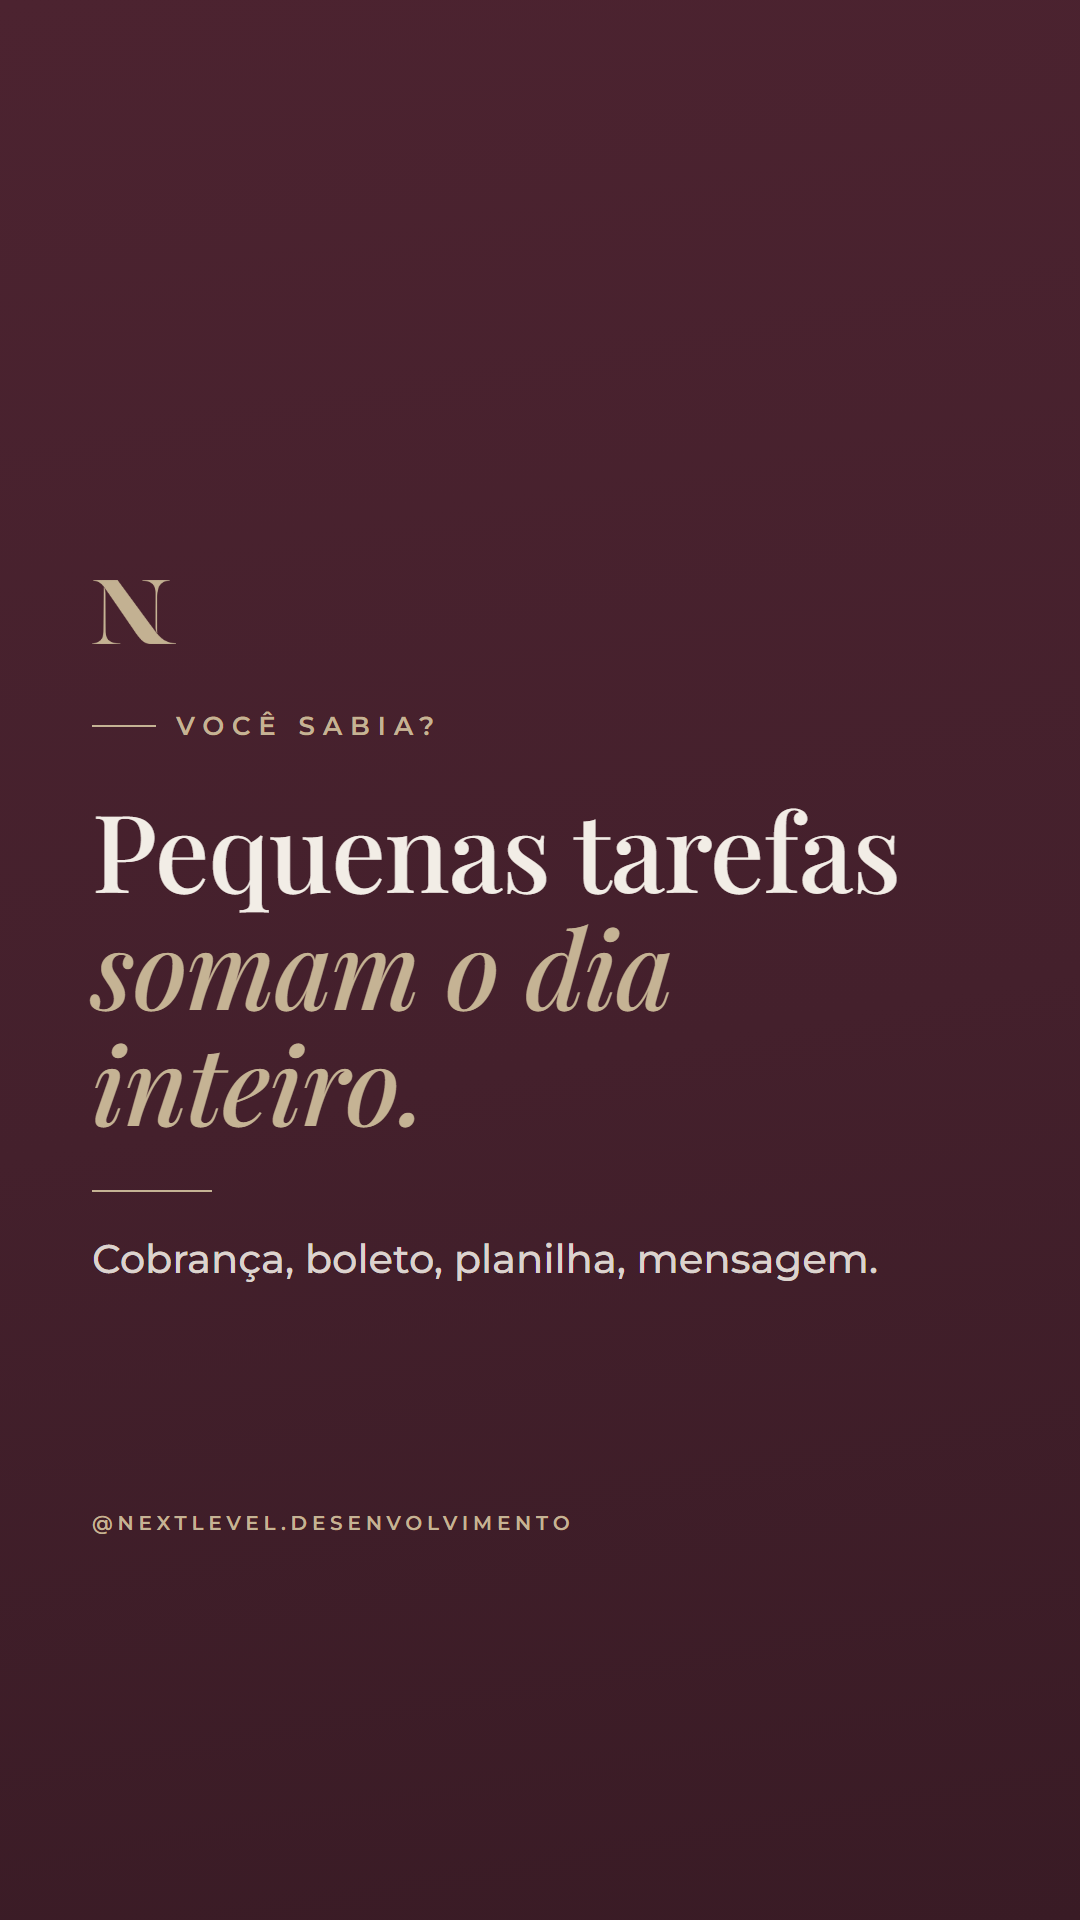 N
VOCÊ SABIA?
Pequenas tarefas
somam o dia
inteiro.
Cobrança, boleto, planilha, mensagem.
@NEXTLEVEL.DESENVOLVIMENTO